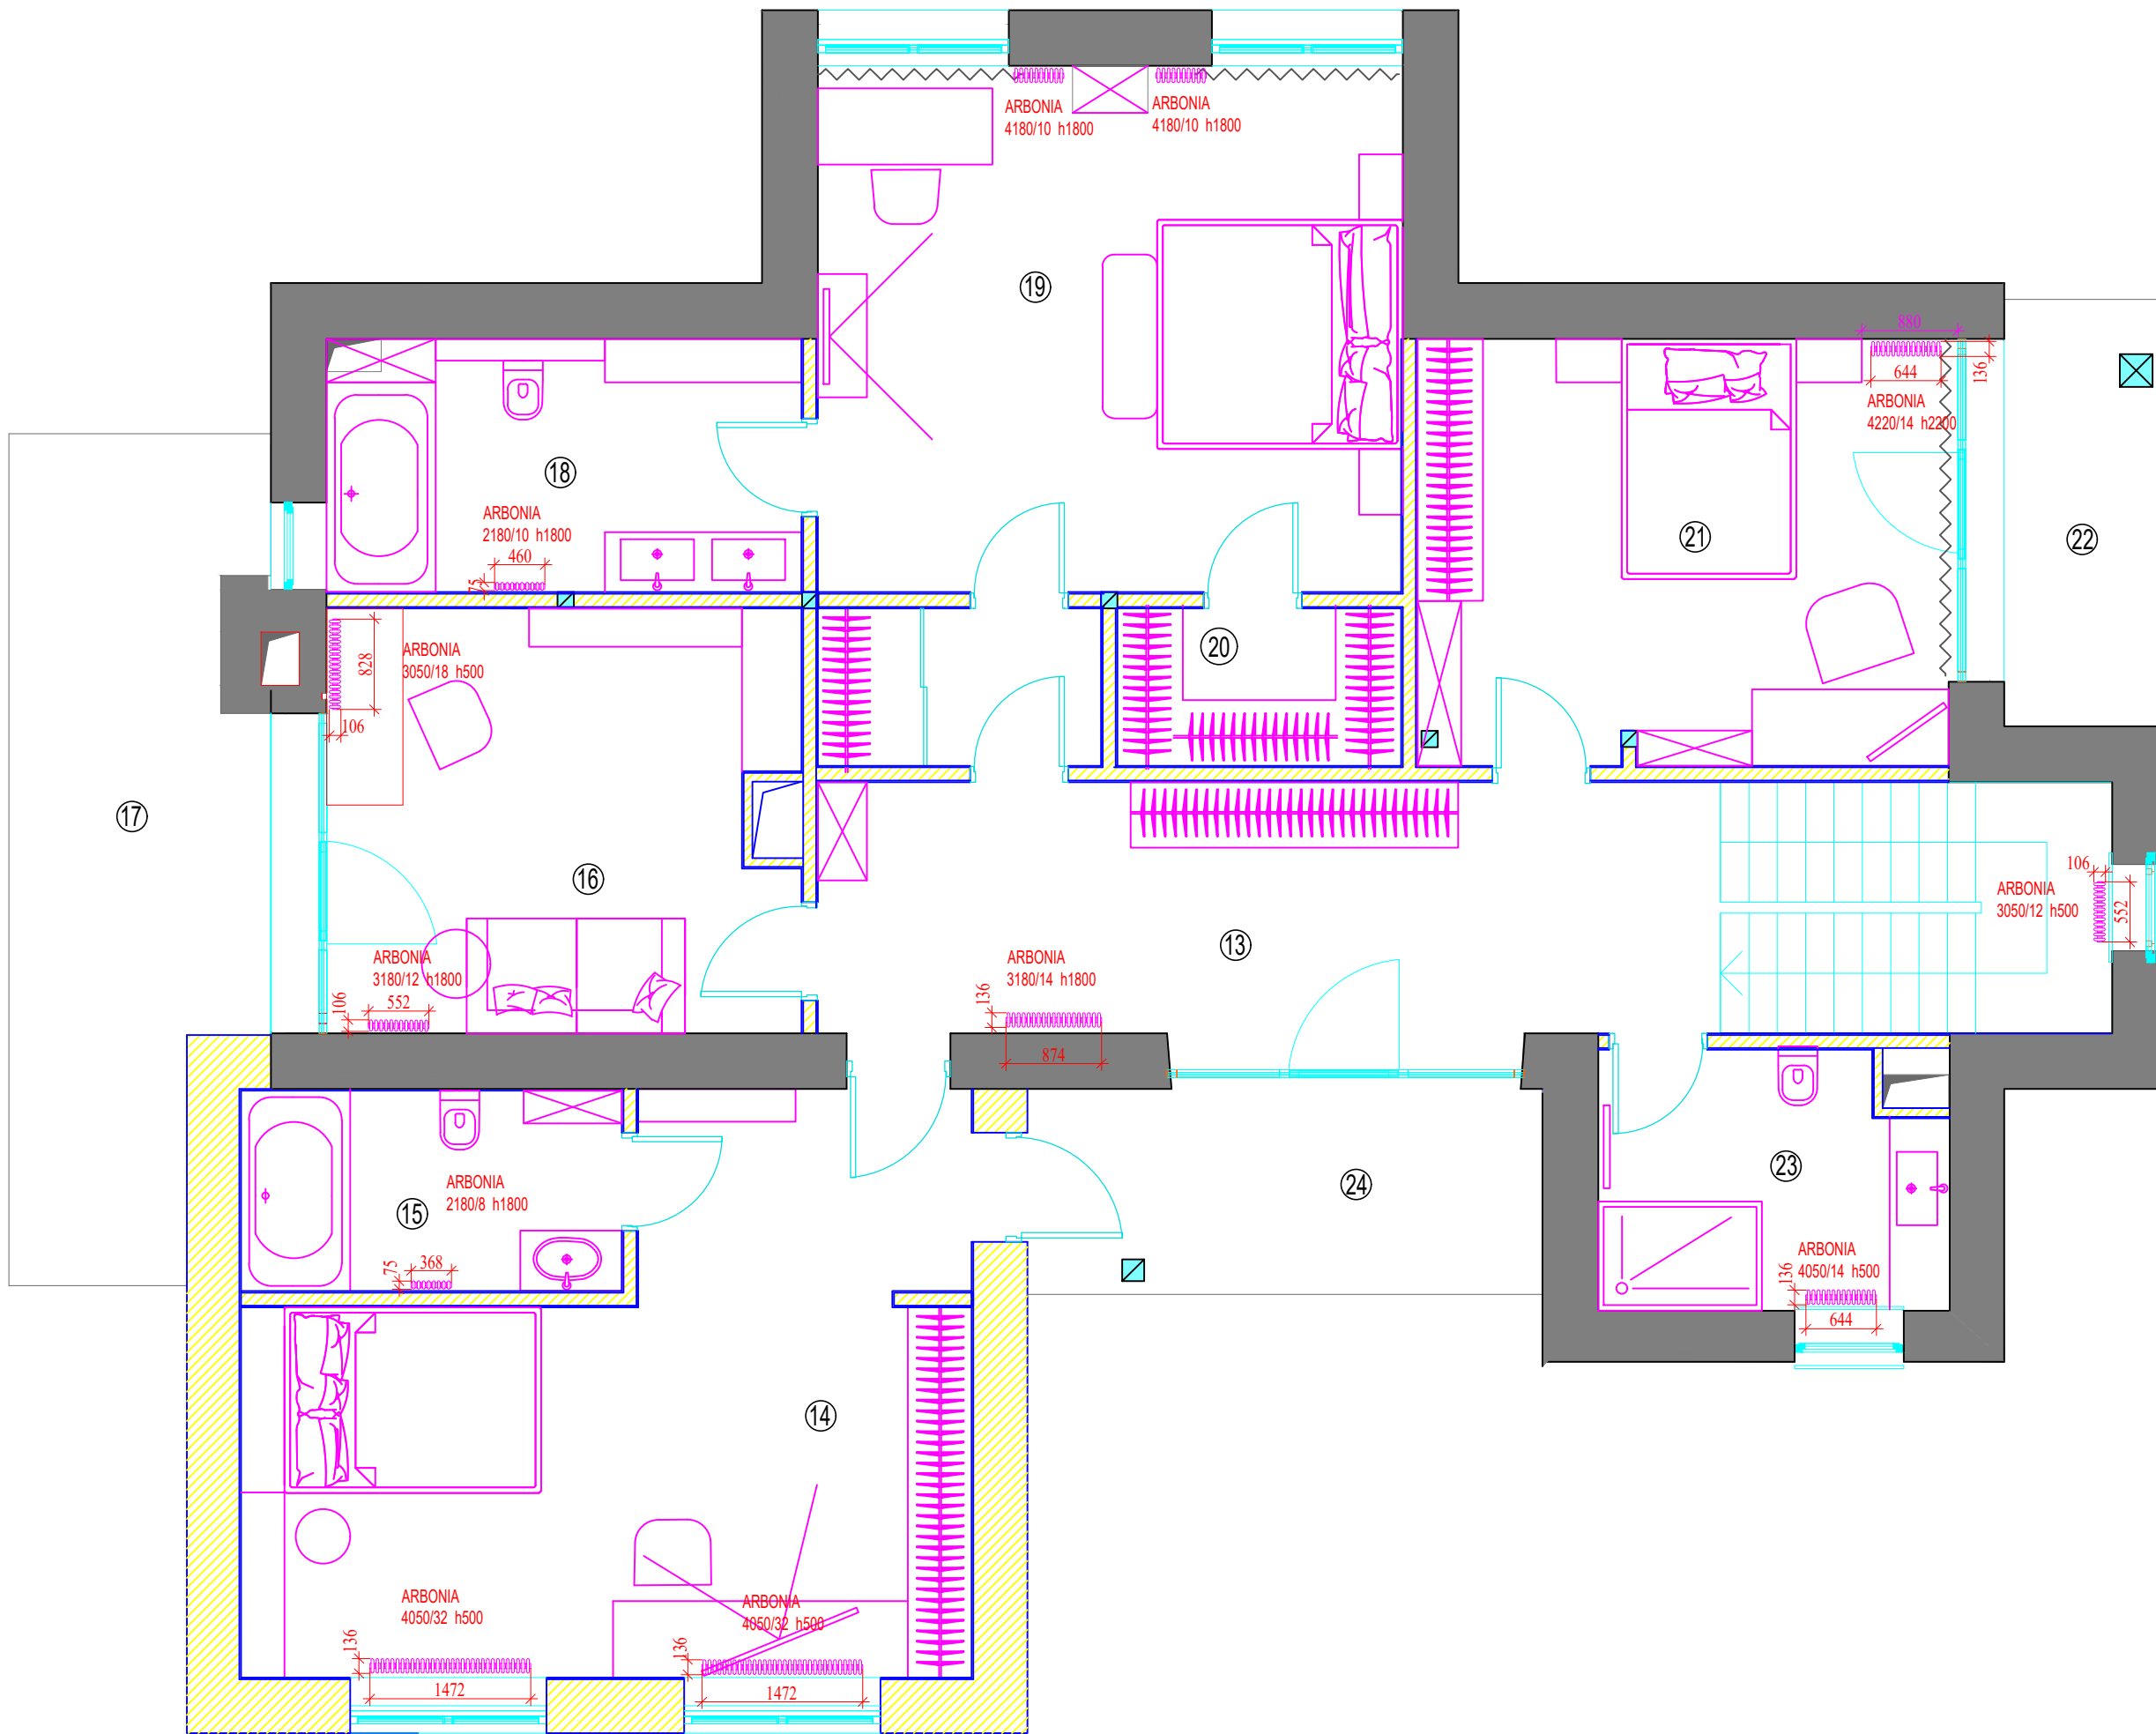 ARBONIA
4180/10 h1800
ARBONIA
4180/10 h1800
19
880
644
136
ARBONIA
4220/14 h2200
18
ARBONIA
2180/10 h1800
460
75
21
22
828
ARBONIA
3050/18 h500
106
20
17
16
106
ARBONIA
3050/12 h500
552
13
ARBONIA
3180/12 h1800
106
552
ARBONIA
3180/14 h1800
136
874
15
ARBONIA
2180/8 h1800
75
368
24
23
ARBONIA
4050/14 h500
136
644
14
ARBONIA
4050/32 h500
136
1472
ARBONIA
4050/32 h500
136
1472